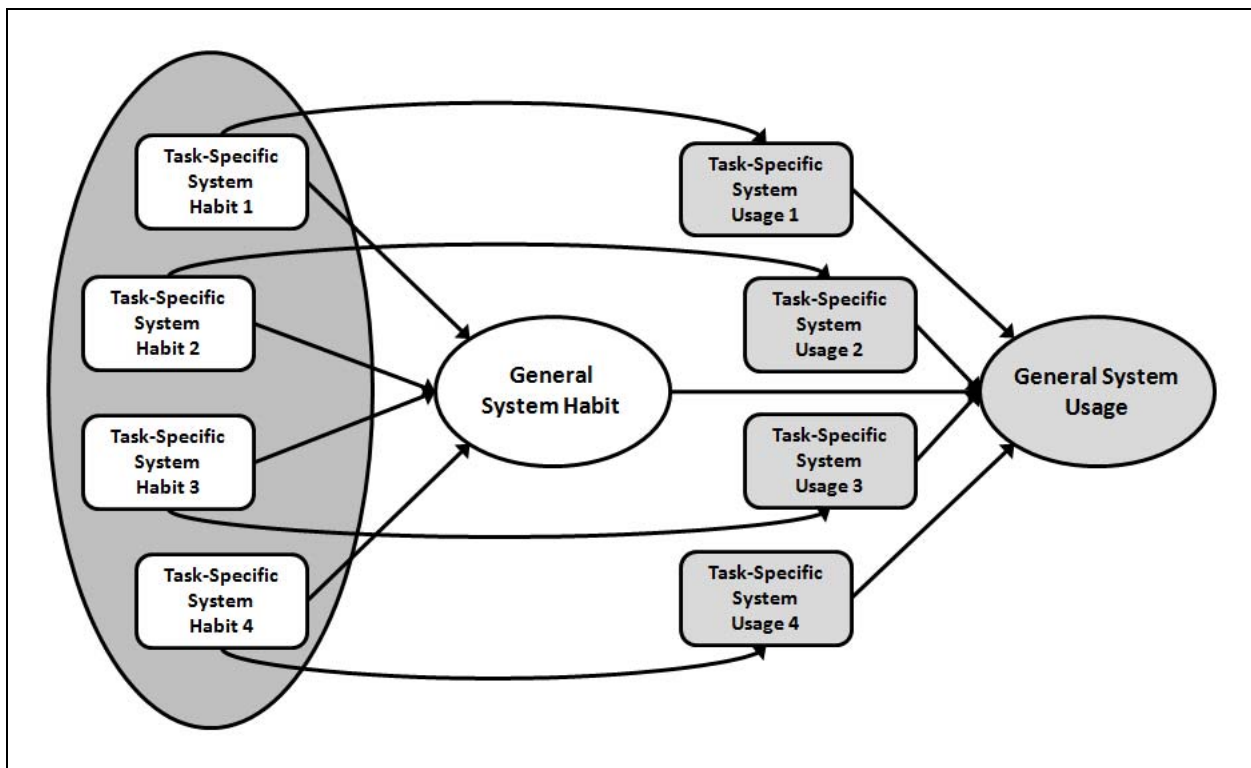 Task-Specific
System
Habit 1
Task-Specific
System
Habit 2
Task-Specific
System
Habit 3
Task-Specific
System
Habit 4
General
System Habit
Task-Specific
System
Usage 1
Task-Specific
System
Usage 2
Task-Specific
System
Usage 3
Task-Specific
System
Usage 4
General System
Usage